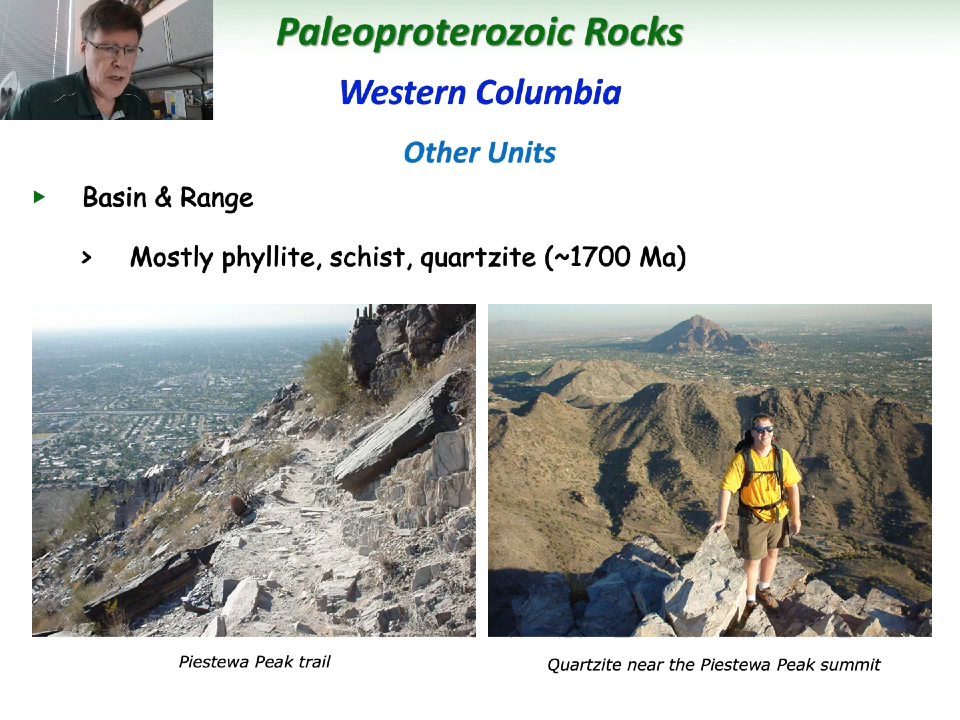 Paleoproterozoic Rocks
Western Columbia
Other Units
Basin & Range
> Mostly phyllite, schist, quartzite (~1700 Ma)
Piestewa Peak trail
Quartzite near the Piestewa Peak summit